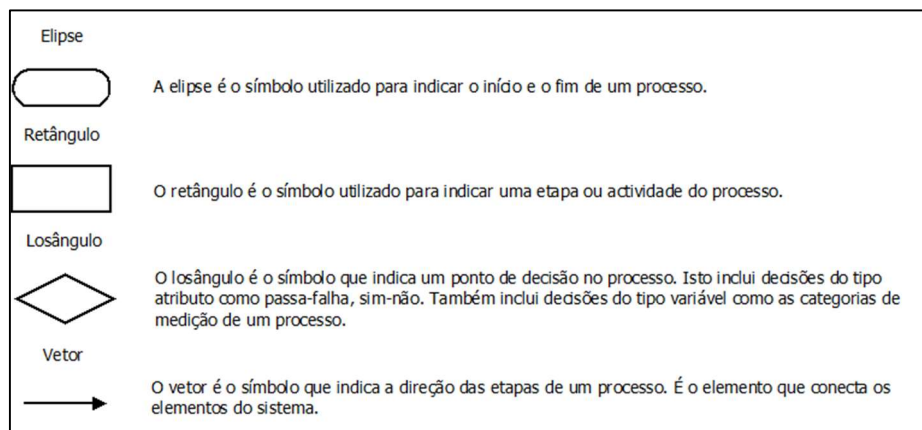 Elipse
A elipse é o símbolo utilizado para indicar o início e o fim de um processo.
Retângulo
O retângulo é o símbolo utilizado para indicar uma etapa ou actividade do processo.
Losângulo
O losângulo é o símbolo que indica um ponto de decisão no processo. Isto inclui decisões do tipo
atributo como passa-falha, sim-não. Também inclui decisões do tipo variável como as categorias de
medição de um processo.
Vetor
O vetor é o símbolo que indica a direção das etapas de um processo. É o elemento que conecta os
elementos do sistema.